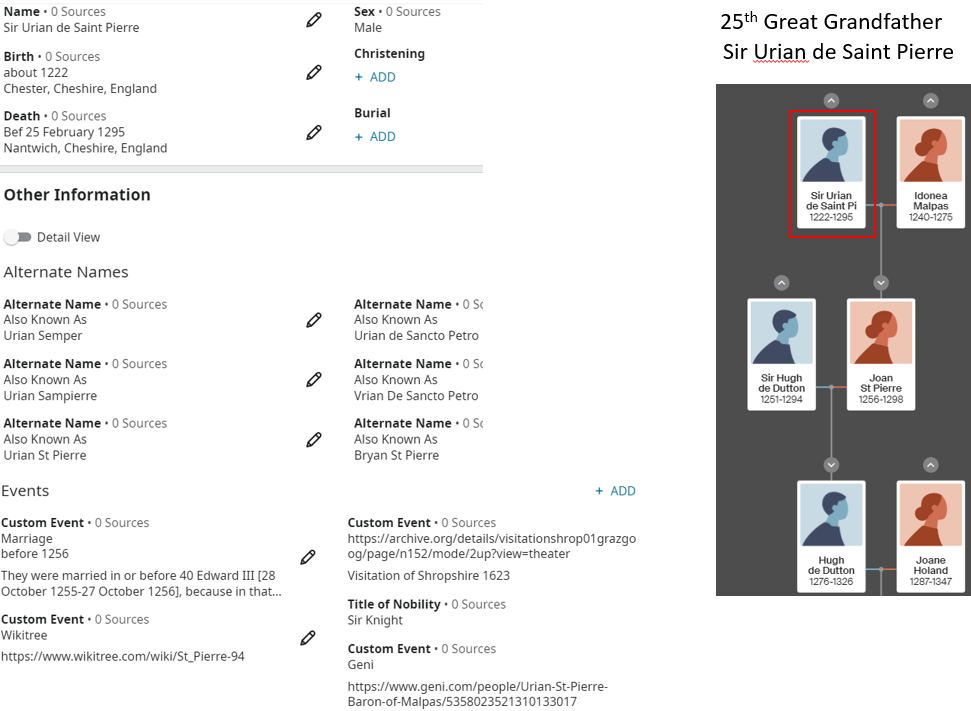 Name • 0 Sources
Sir Urian de Saint Pierre
Sex • 0 Sources
Male
Birth • 0 Sources
about 1222
Chester, Cheshire, England
Christening
+ ADD
Death • 0 Sources
Bef 25 February 1295
Nantwich, Cheshire, England
Burial
+ ADD
Other Information
Detail View
Alternate Names
Alternate Name • 0 Sources
Also Known As
Urian Semper
Alternate Name • 0 Sc
Also Known As
Urian de Sancto Petro
Alternate Name • 0 Sources
Also Known As
Urian Sampierre
Alternate Name • 0 Sc
Also Known As
Vrian De Sancto Petro
Alternate Name • 0 Sources
Also Known As
Urian St Pierre
Alternate Name • 0 Sc
Also Known As
Bryan St Pierre
Events
+ ADD
Custom Event • 0 Sources
Marriage
before 1256
They were married in or before 40 Edward III [28
October 1255-27 October 1256], because in that...
Custom Event • 0 Sources
Wikitree
https://www.wikitree.com/wiki/St_Pierre-94
Custom Event • 0 Sources
https://archive.org/details/visitationshrop01grazgo
og/page/n152/mode/2up?view=theater
Visitation of Shropshire 1623
Title of Nobility • 0 Sources
Sir Knight
Custom Event • 0 Sources
Geni
https://www.geni.com/people/Urian-St-Pierre-
Baron-of-Malpas/5358023521310133017
25th Great Grandfather
Sir Urian de Saint Pierre
Sir Urian
de Saint Pi
1222-1295
Idonea
Malpas
1240-1275
Sir Hugh
de Dutton
1251-1294
Joan
St Pierre
1256-1298
Hugh
de Dutton
1276-1326
Joane
Holand
1287-1347